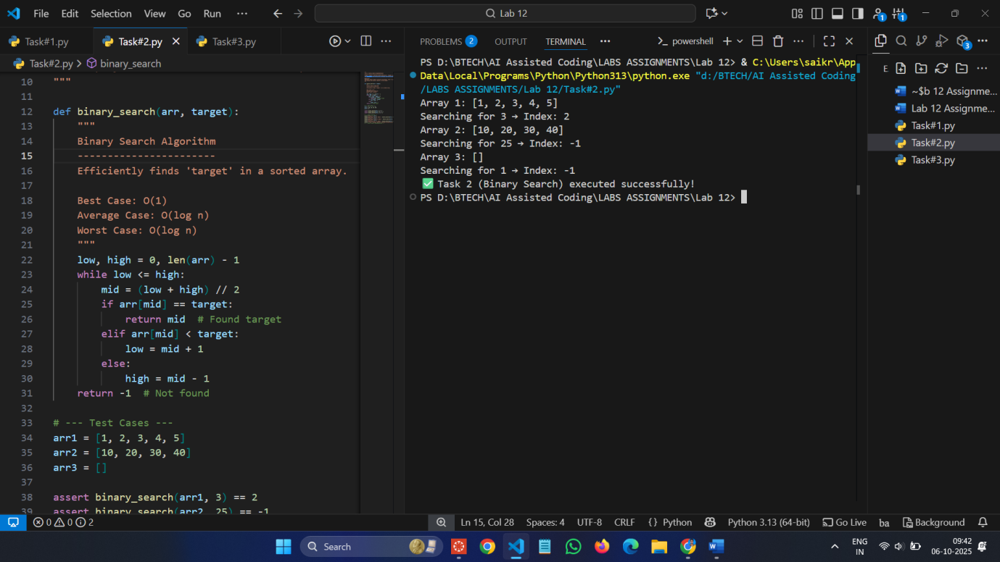 File Edit Selection View Go Run ··· Lab 12
Task#1.py Task#2.py Task#3.py
Task#2.py > binary_search
10 """
11
12 def binary_search(arr, target):
13 """
14 Binary Search Algorithm
15 -----------------------
16 Efficiently finds 'target' in a sorted array.
17
18 Best Case: O(1)
19 Average Case: O(log n)
20 Worst Case: O(log n)
21 """
22 low, high = 0, len(arr) - 1
23 while low <= high:
24 mid = (low + high) // 2
25 if arr[mid] == target:
26 return mid # Found target
27 elif arr[mid] < target:
28 low = mid + 1
29 else:
30 high = mid - 1
31 return -1 # Not found
32
33 # --- Test Cases ---
34 arr1 = [1, 2, 3, 4, 5]
35 arr2 = [10, 20, 30, 40]
36 arr3 = []
37
38 assert binary_search(arr1, 3) == 2
39 assert binary_search(arr2, 25) == -1
PROBLEMS 2 OUTPUT TERMINAL ··· powershell
PS D:\BTECH\AI Assisted Coding\LABS ASSIGNMENTS\Lab 12> & C:\Users\saikr\App
Data\Local\Programs\Python\Python313\python.exe "d:/BTECH/AI Assisted Coding
/LABS ASSIGNMENTS/Lab 12/Task#2.py"
Array 1: [1, 2, 3, 4, 5]
Searching for 3 → Index: 2
Array 2: [10, 20, 30, 40]
Searching for 25 → Index: -1
Array 3: []
Searching for 1 → Index: -1
✅ Task 2 (Binary Search) executed successfully!
PS D:\BTECH\AI Assisted Coding\LABS ASSIGNMENTS\Lab 12>
1 1
3
E
~$b 12 Assignme...
Lab 12 Assignme...
Task#1.py
Task#2.py
Task#3.py
0 0 2 Ln 15, Col 28 Spaces: 4 UTF-8 CRLF {} Python Python 3.13 (64-bit) Go Live ba Background
Search ENG IN 09:42 06-10-2025